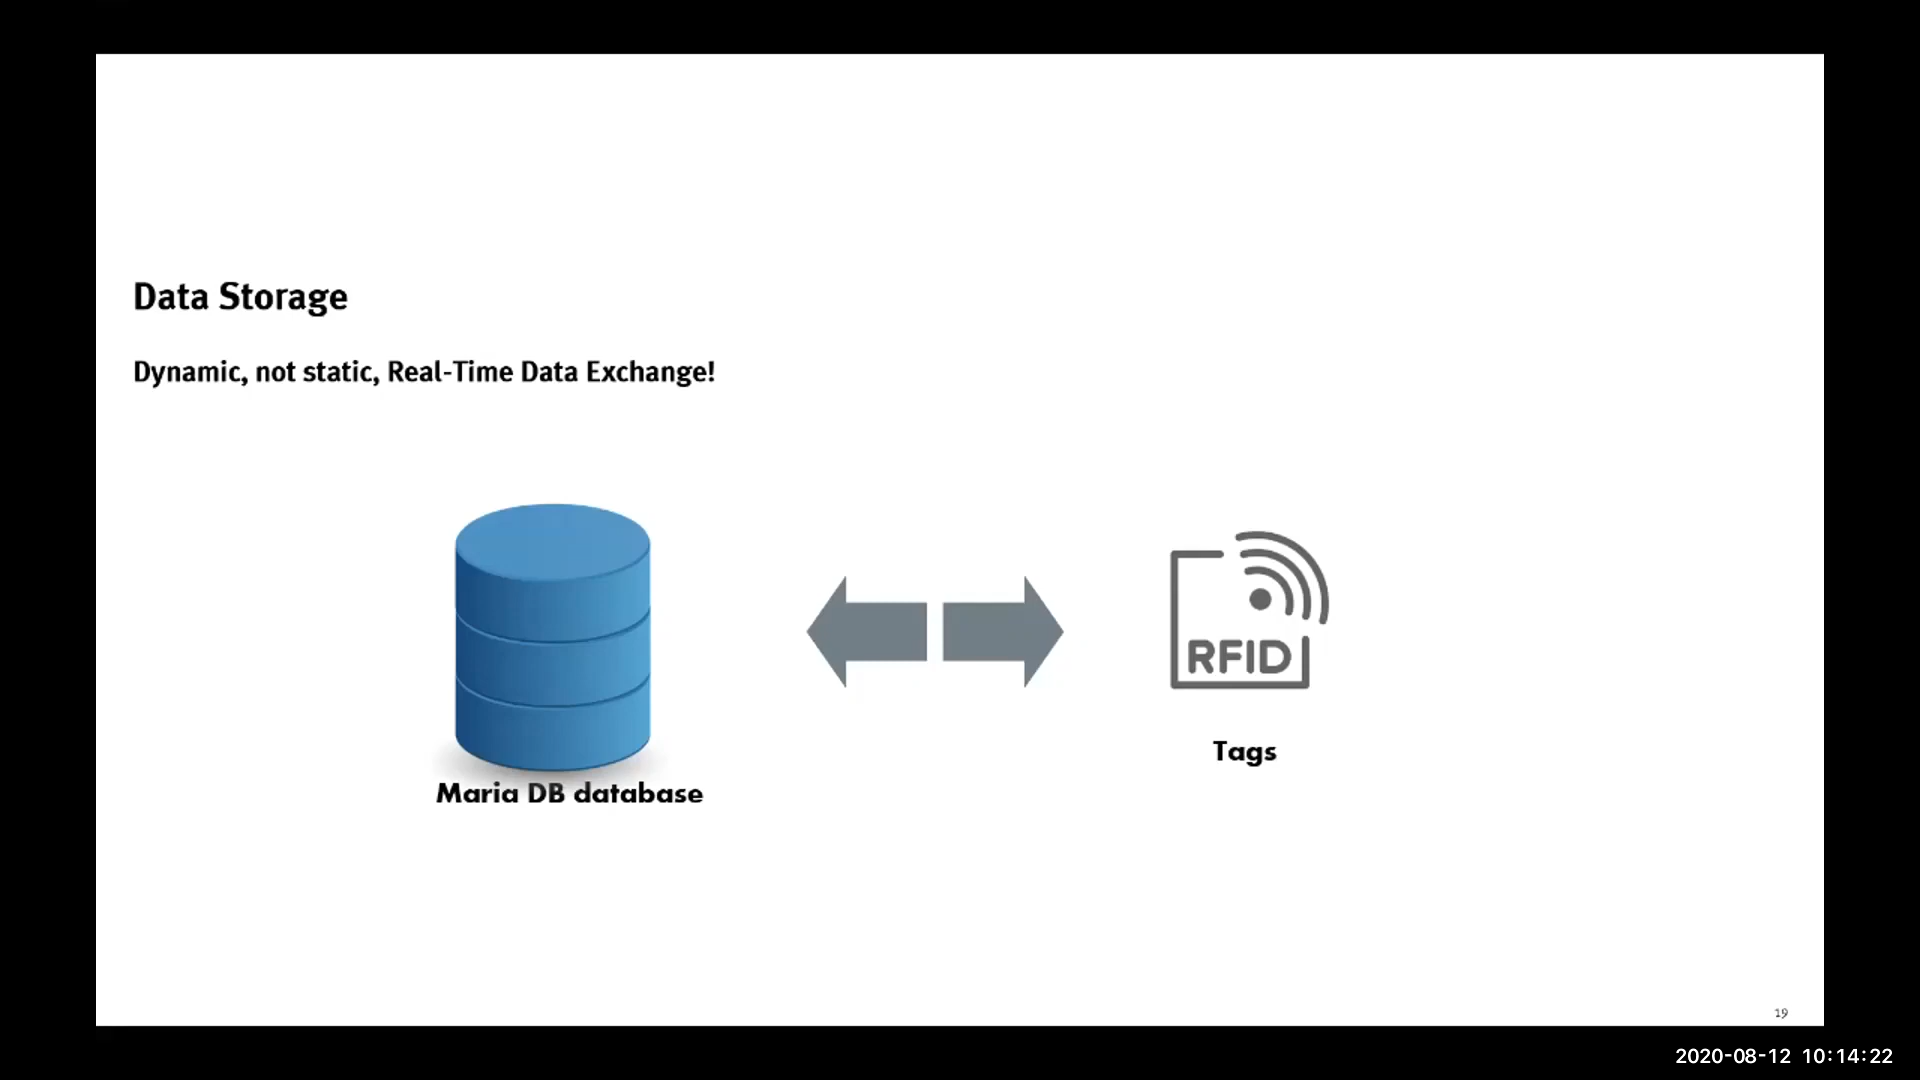 Data Storage
Dynamic, not static, Real-Time Data Exchange!
RFID
Tags
Maria DB database
19
2020-08-12 10:14:22